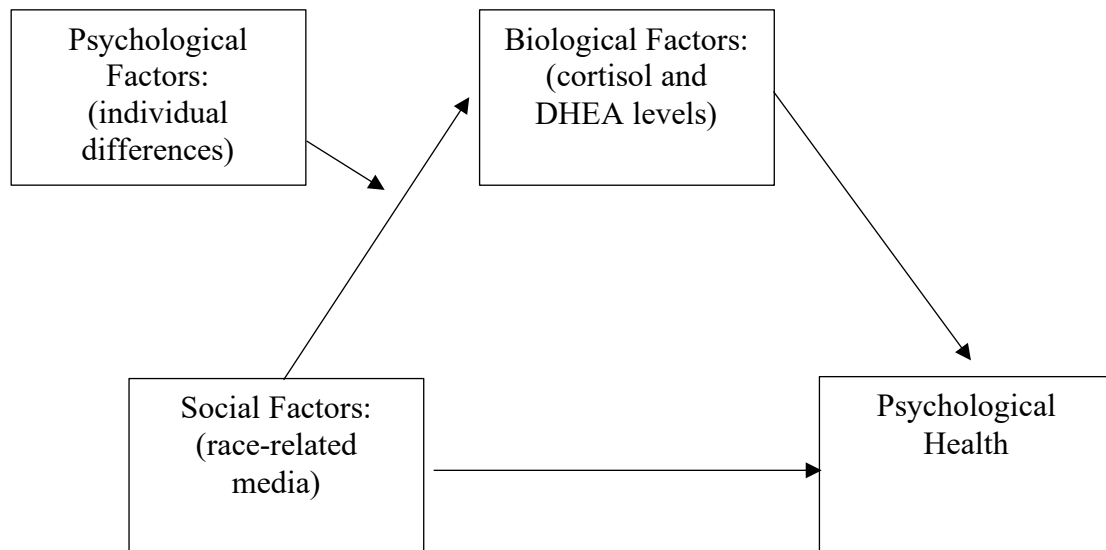 Psychological
Factors:
(individual
differences)
Biological Factors:
(cortisol and
DHEA levels)
Social Factors:
(race-related
media)
Psychological
Health